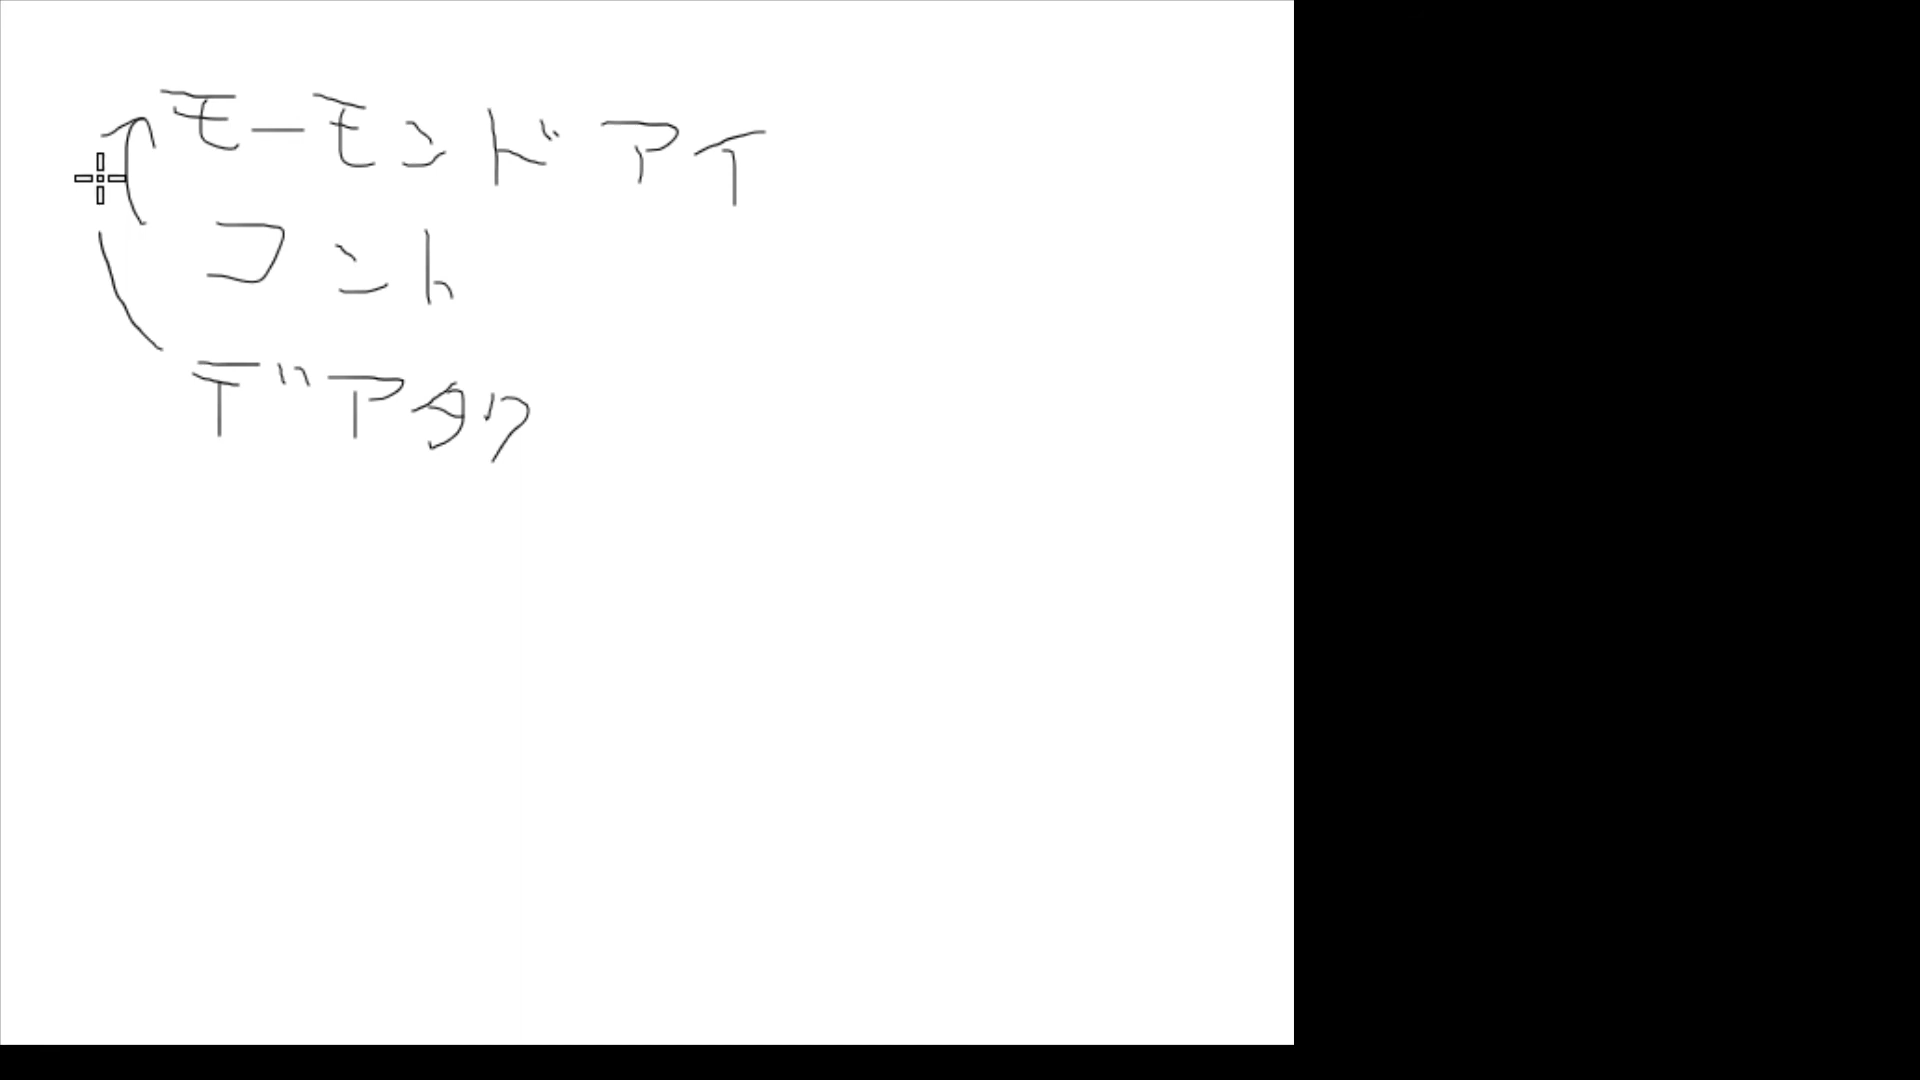 モーモンド アイ
コント
デアタク